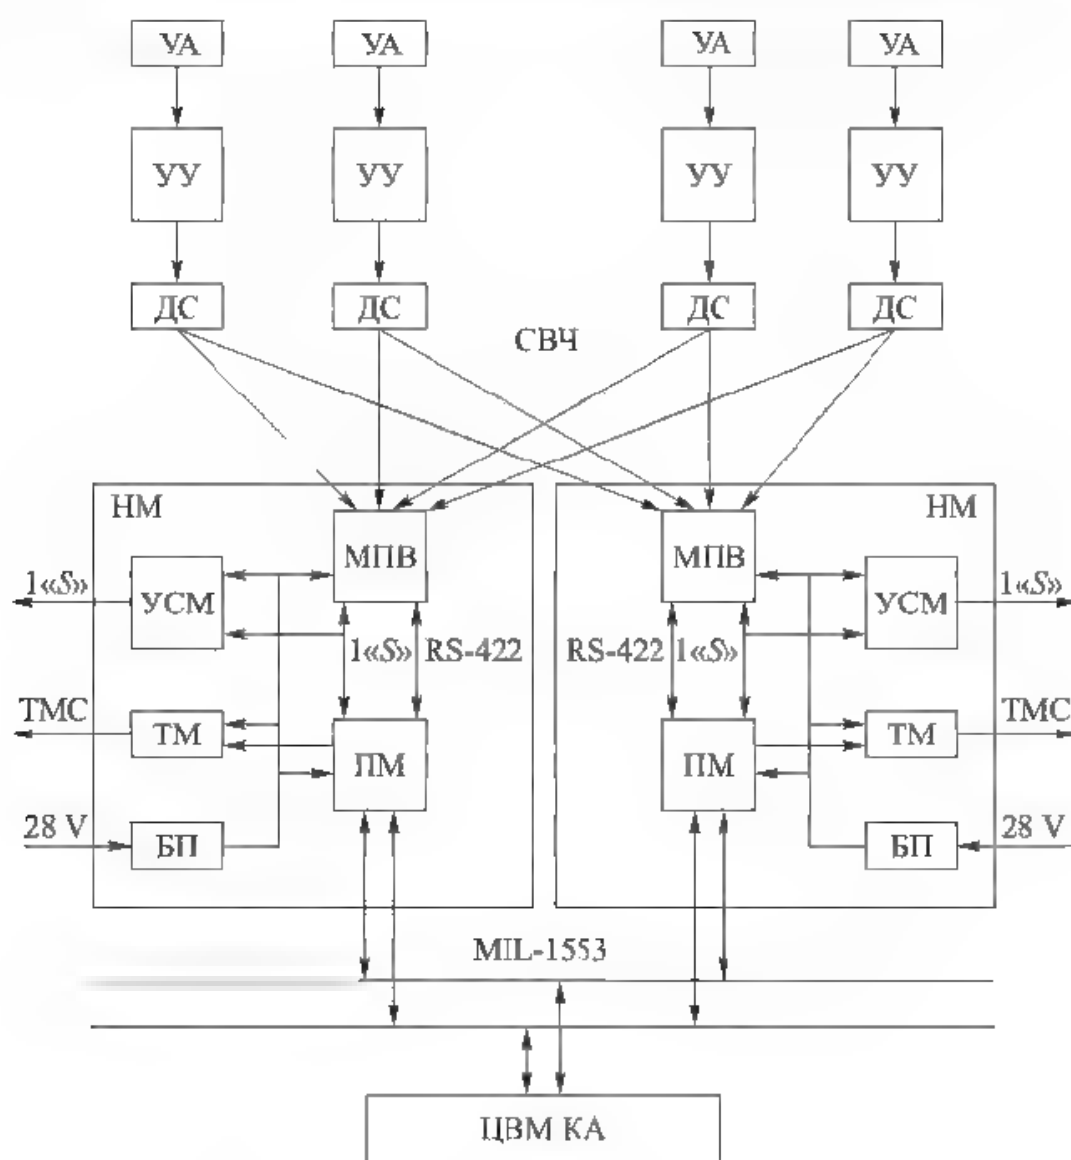 УА УА УА УА
УУ УУ УУ УУ
ДС ДС ДС ДС
СВЧ
НМ НМ
МПВ МПВ
1«S» УСМ УСМ 1«S»
1«S» RS-422 RS-422 1«S»
ТМС ТМ ПМ ПМ ТМ ТМС
28 V БП БП 28 V
MIL-1553
ЦВМ КА